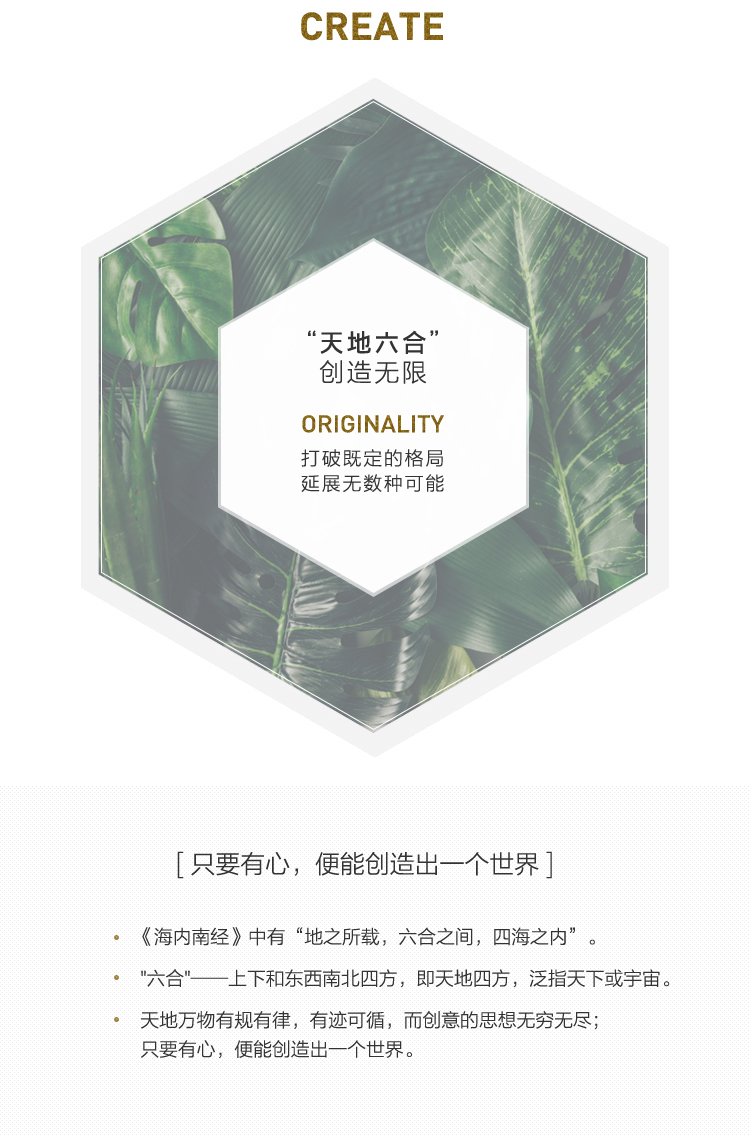 CREATE
“天地六合”
创造无限
ORIGINALITY
打破既定的格局
延展无数种可能
[ 只要有心，便能创造出一个世界 ]
• 《海内南经》中有“地之所载，六合之间，四海之内”。
• "六合"——上下和东西南北四方，即天地四方，泛指天下或宇宙。
• 天地万物有规有律，有迹可循，而创意的思想无穷无尽；
只要有心，便能创造出一个世界。